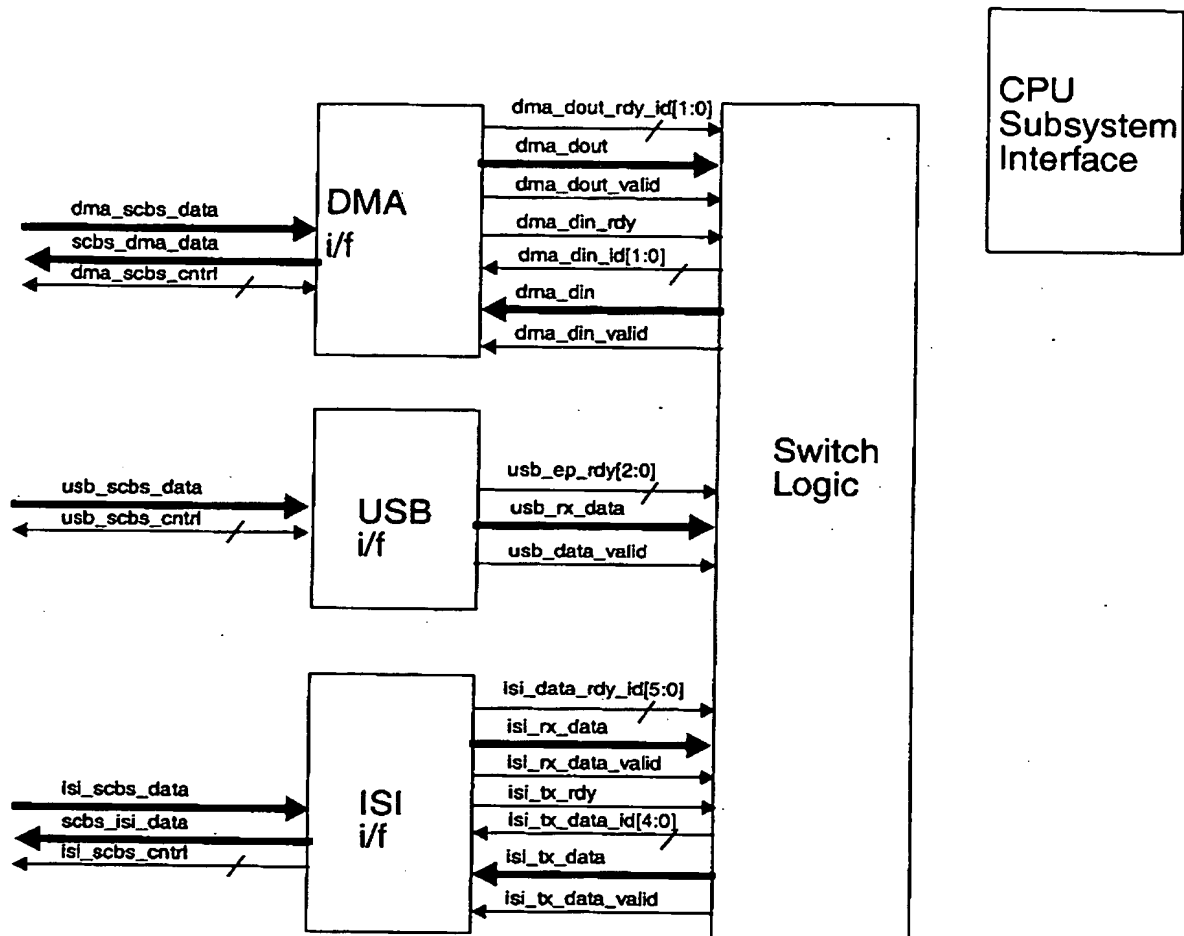 CPU
Subsystem
Interface
dma_dout_rdy_id[1:0]
dma_dout
dma_dout_valid
dma_din_rdy
dma_din_id[1:0]
dma_din
dma_din_valid
DMA
i/f
dma_scbs_data
scbs_dma_data
dma_scbs_cntrl
Switch
Logic
usb_ep_rdy[2:0]
usb_rx_data
usb_data_valid
USB
i/f
usb_scbs_data
usb_scbs_cntrl
isi_data_rdy_id[5:0]
isi_rx_data
isi_rx_data_valid
isi_tx_rdy
isi_tx_data_id[4:0]
isi_tx_data
isi_tx_data_valid
ISI
i/f
isi_scbs_data
scbs_isi_data
isi_scbs_cntrl